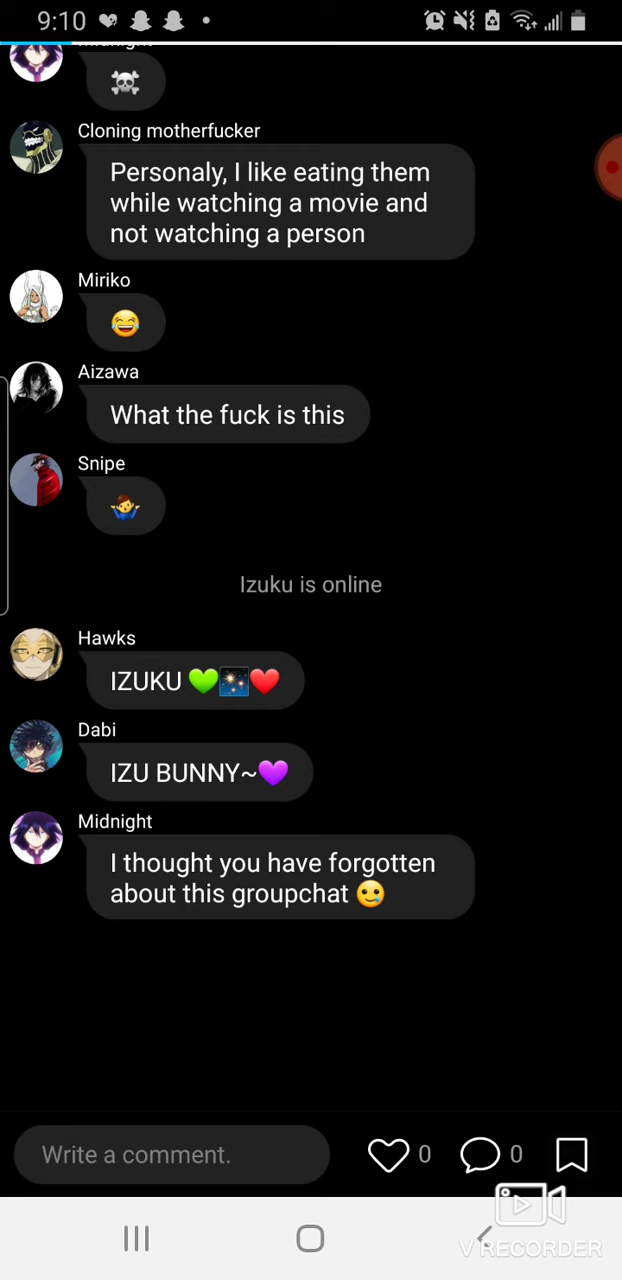 9:10
Midnight
☠️
Cloning motherfucker
Personaly, I like eating them
while watching a movie and
not watching a person
Miriko
😂
Aizawa
What the fuck is this
Snipe
🤷‍♂️
Izuku is online
Hawks
IZUKU 💚🎆❤️
Dabi
IZU BUNNY~💜
Midnight
I thought you have forgotten
about this groupchat 🥲
Write a comment.
0
0
V RECORDER